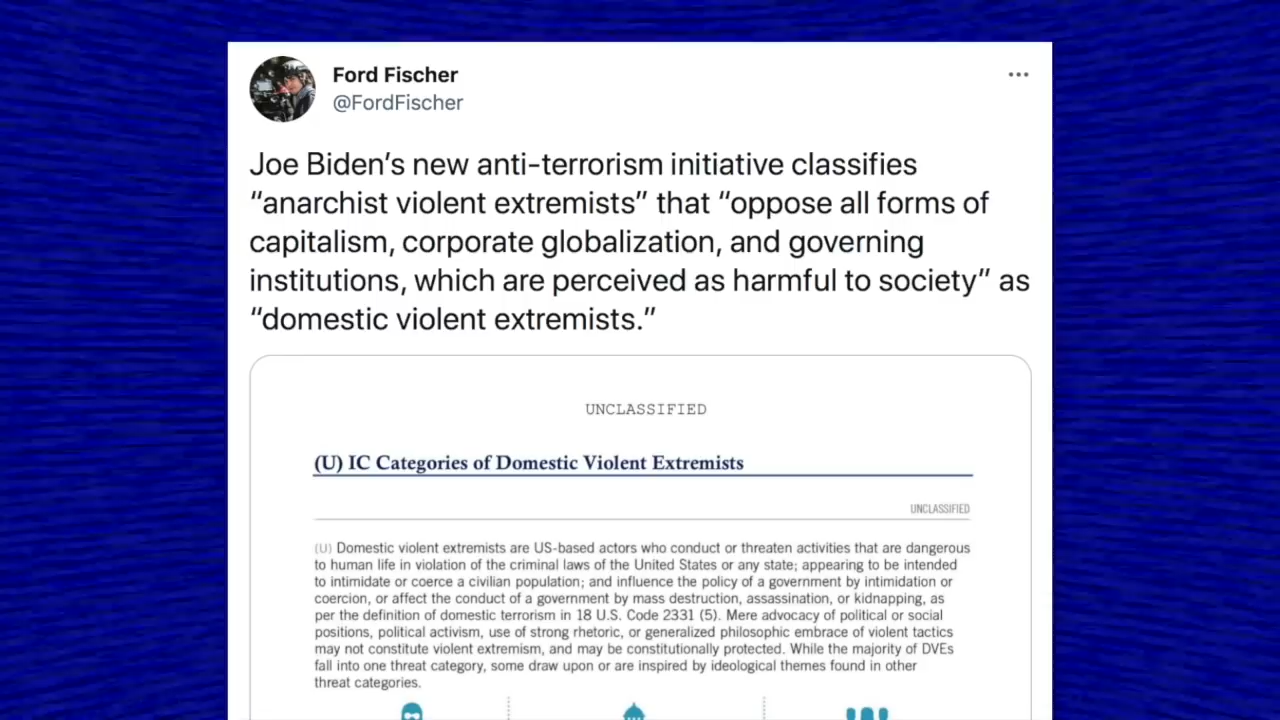 Ford Fischer
@FordFischer
Joe Biden’s new anti-terrorism initiative classifies
“anarchist violent extremists” that “oppose all forms of
capitalism, corporate globalization, and governing
institutions, which are perceived as harmful to society” as
“domestic violent extremists.”
UNCLASSIFIED
(U) IC Categories of Domestic Violent Extremists
UNCLASSIFIED
(U) Domestic violent extremists are US-based actors who conduct or threaten activities that are dangerous
to human life in violation of the criminal laws of the United States or any state; appearing to be intended
to intimidate or coerce a civilian population; and influence the policy of a government by intimidation or
coercion, or affect the conduct of a government by mass destruction, assassination, or kidnapping, as
per the definition of domestic terrorism in 18 U.S. Code 2331 (5). Mere advocacy of political or social
positions, political activism, use of strong rhetoric, or generalized philosophic embrace of violent tactics
may not constitute violent extremism, and may be constitutionally protected. While the majority of DVEs
fall into one threat category, some draw upon or are inspired by ideological themes found in other
threat categories.